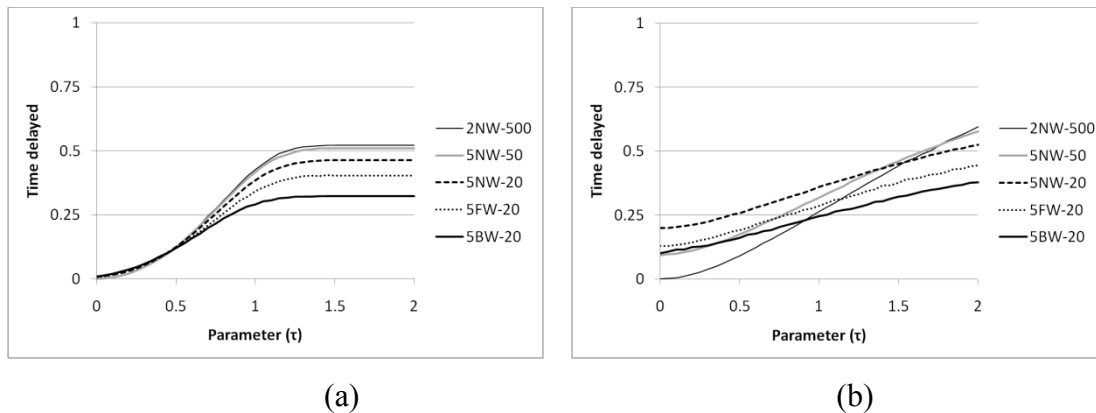 1
0.75
0.5
0.25
0
Time delayed
0 0.5 1 1.5 2
Parameter (τ)
2NW-500
5NW-50
5NW-20
5FW-20
5BW-20
(a)
1
0.75
0.5
0.25
0
Time delayed
0 0.5 1 1.5 2
Parameter (τ)
2NW-500
5NW-50
5NW-20
5FW-20
5BW-20
(b)